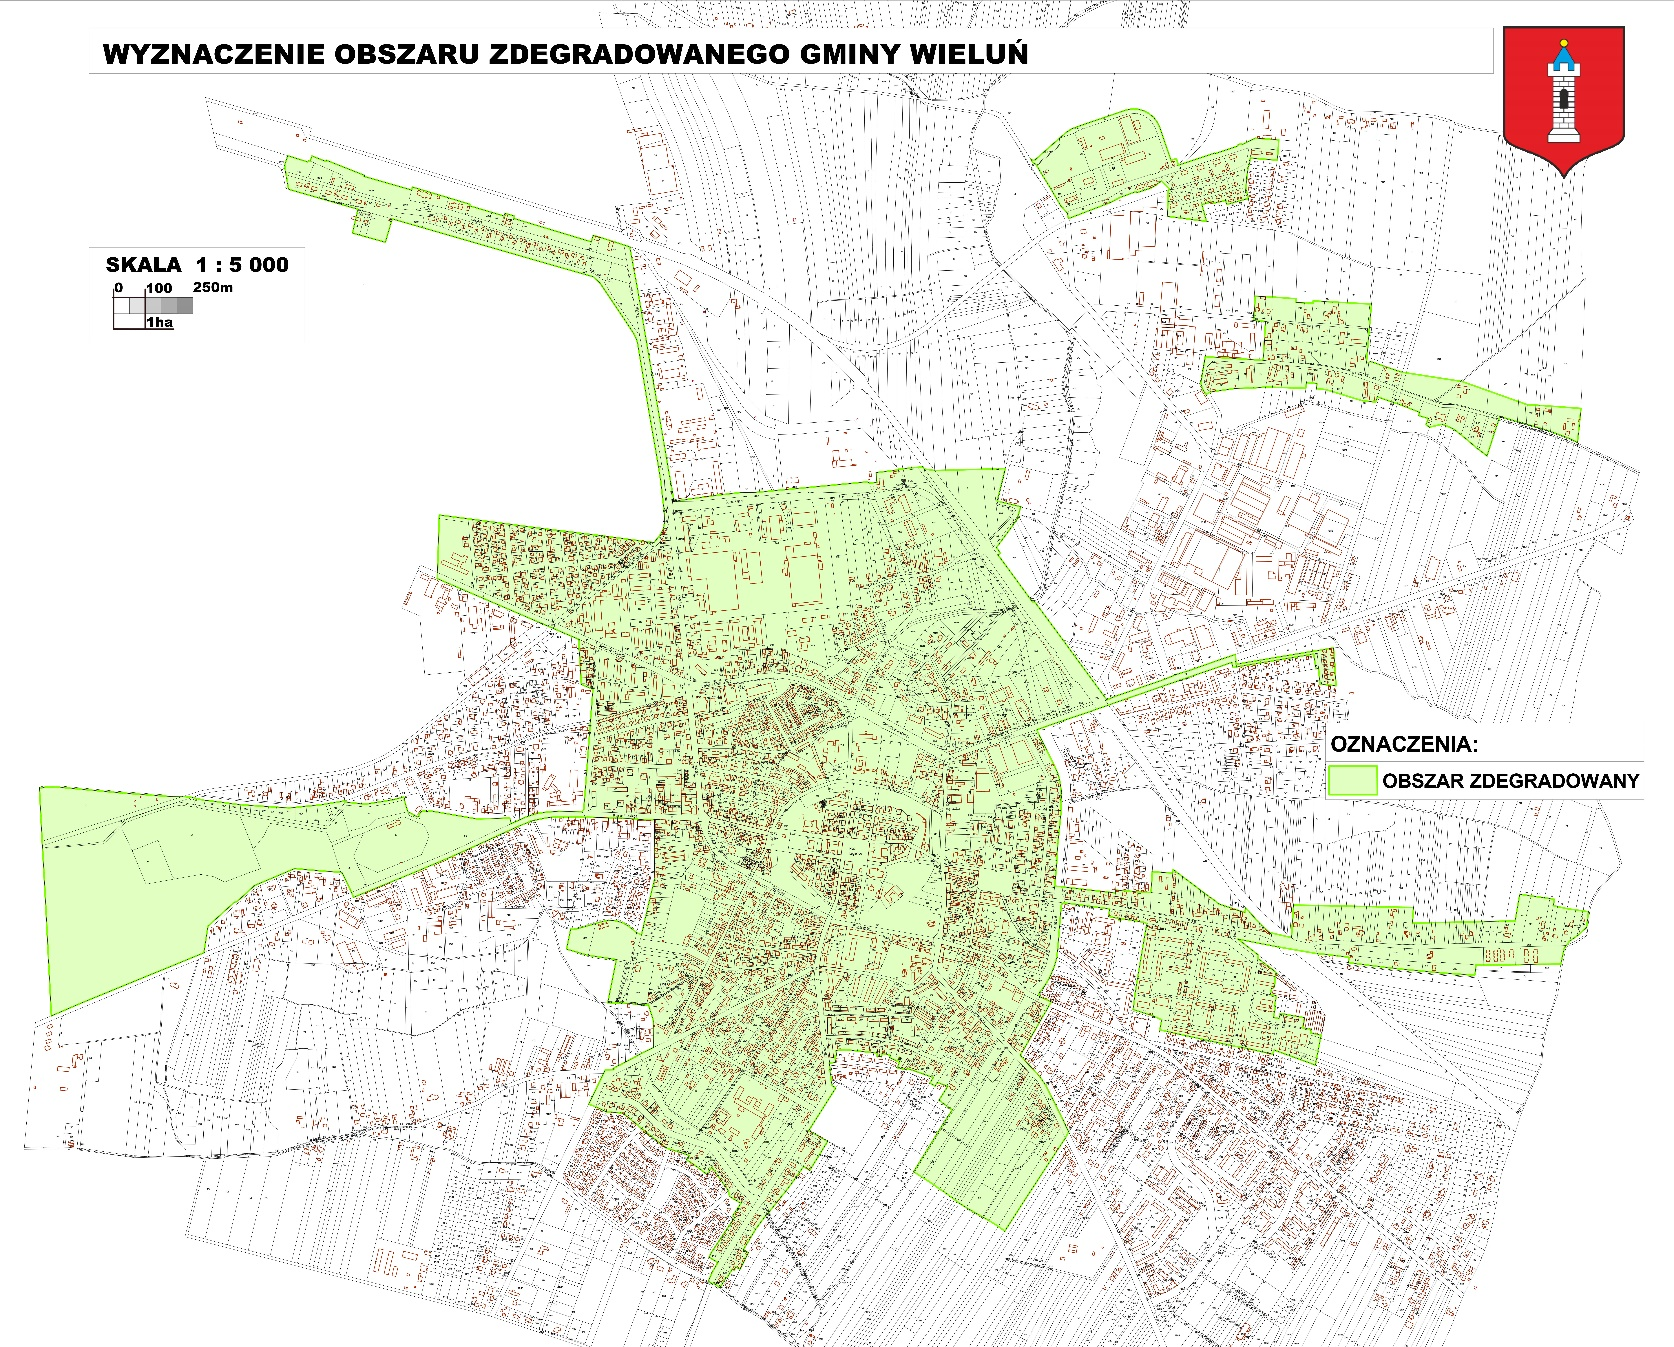 WYZNACZENIE OBSZARU ZDEGRADOWANEGO GMINY WIELUŃ
SKALA 1 : 5 000
0 100 250m
1ha
OZNACZENIA:
OBSZAR ZDEGRADOWANY